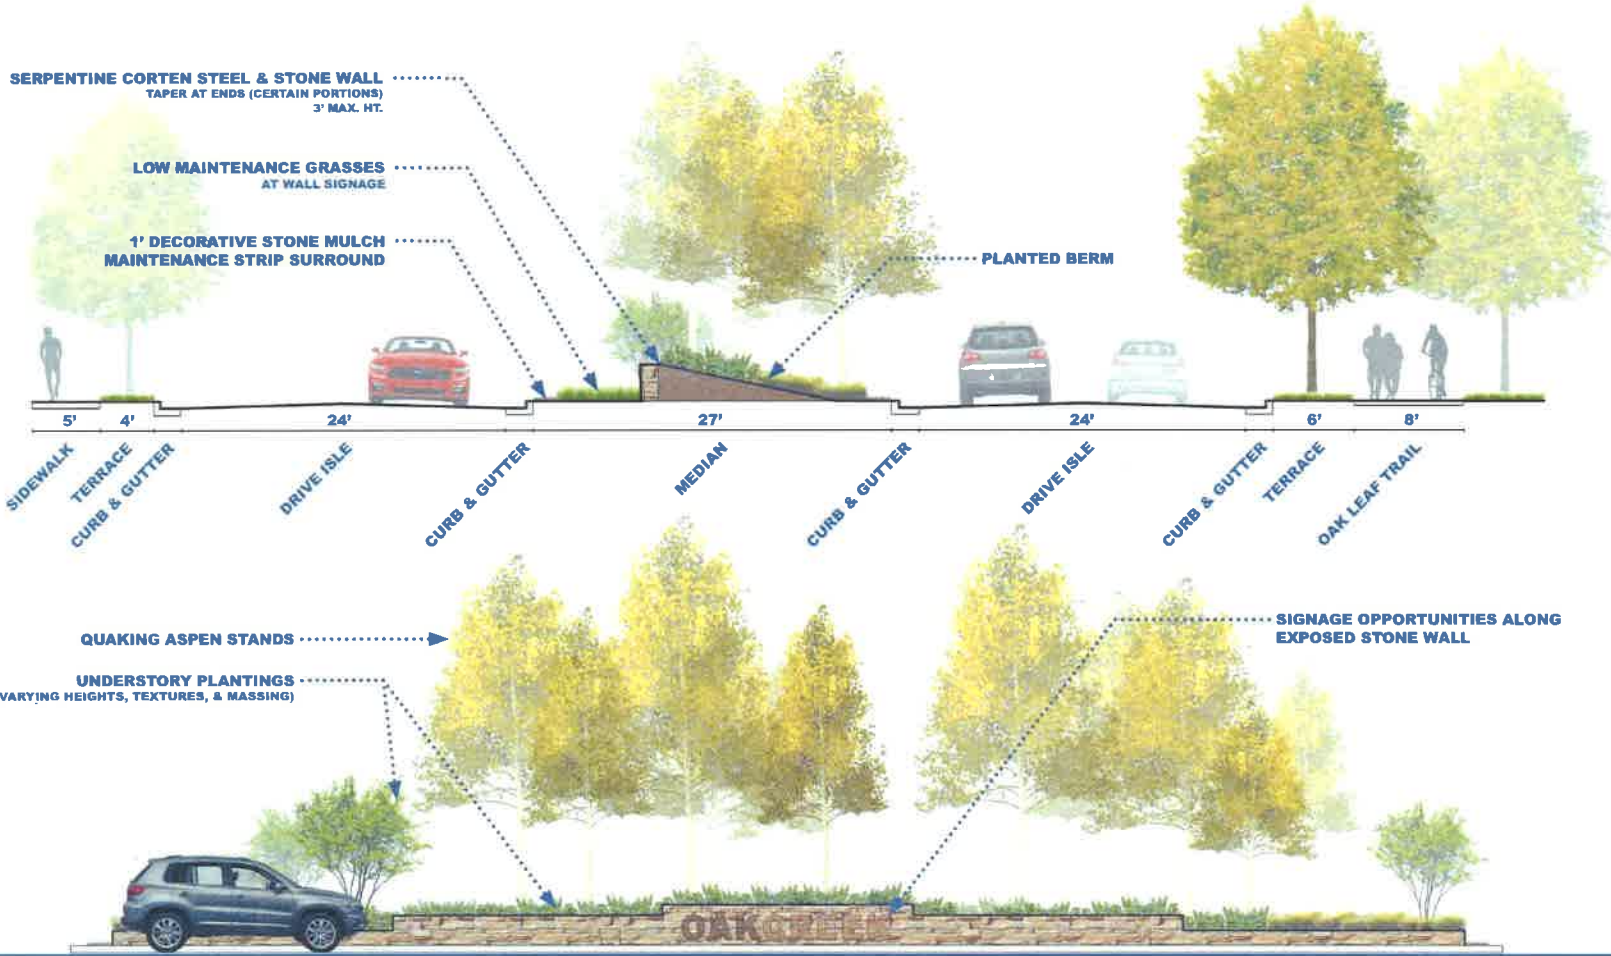 SERPENTINE CORTEN STEEL & STONE WALL
TAPER AT ENDS (CERTAIN PORTIONS)
3' MAX. HT.
LOW MAINTENANCE GRASSES
AT WALL SIGNAGE
1' DECORATIVE STONE MULCH
MAINTENANCE STRIP SURROUND
PLANTED BERM
5'
4'
24'
27'
24'
6'
8'
SIDEWALK
TERRACE
CURB & GUTTER
DRIVE ISLE
CURB & GUTTER
MEDIAN
CURB & GUTTER
DRIVE ISLE
CURB & GUTTER
TERRACE
OAK LEAF TRAIL
QUAKING ASPEN STANDS
UNDERSTORY PLANTINGS
VARYING HEIGHTS, TEXTURES, & MASSING)
SIGNAGE OPPORTUNITIES ALONG
EXPOSED STONE WALL
OAKCREEK